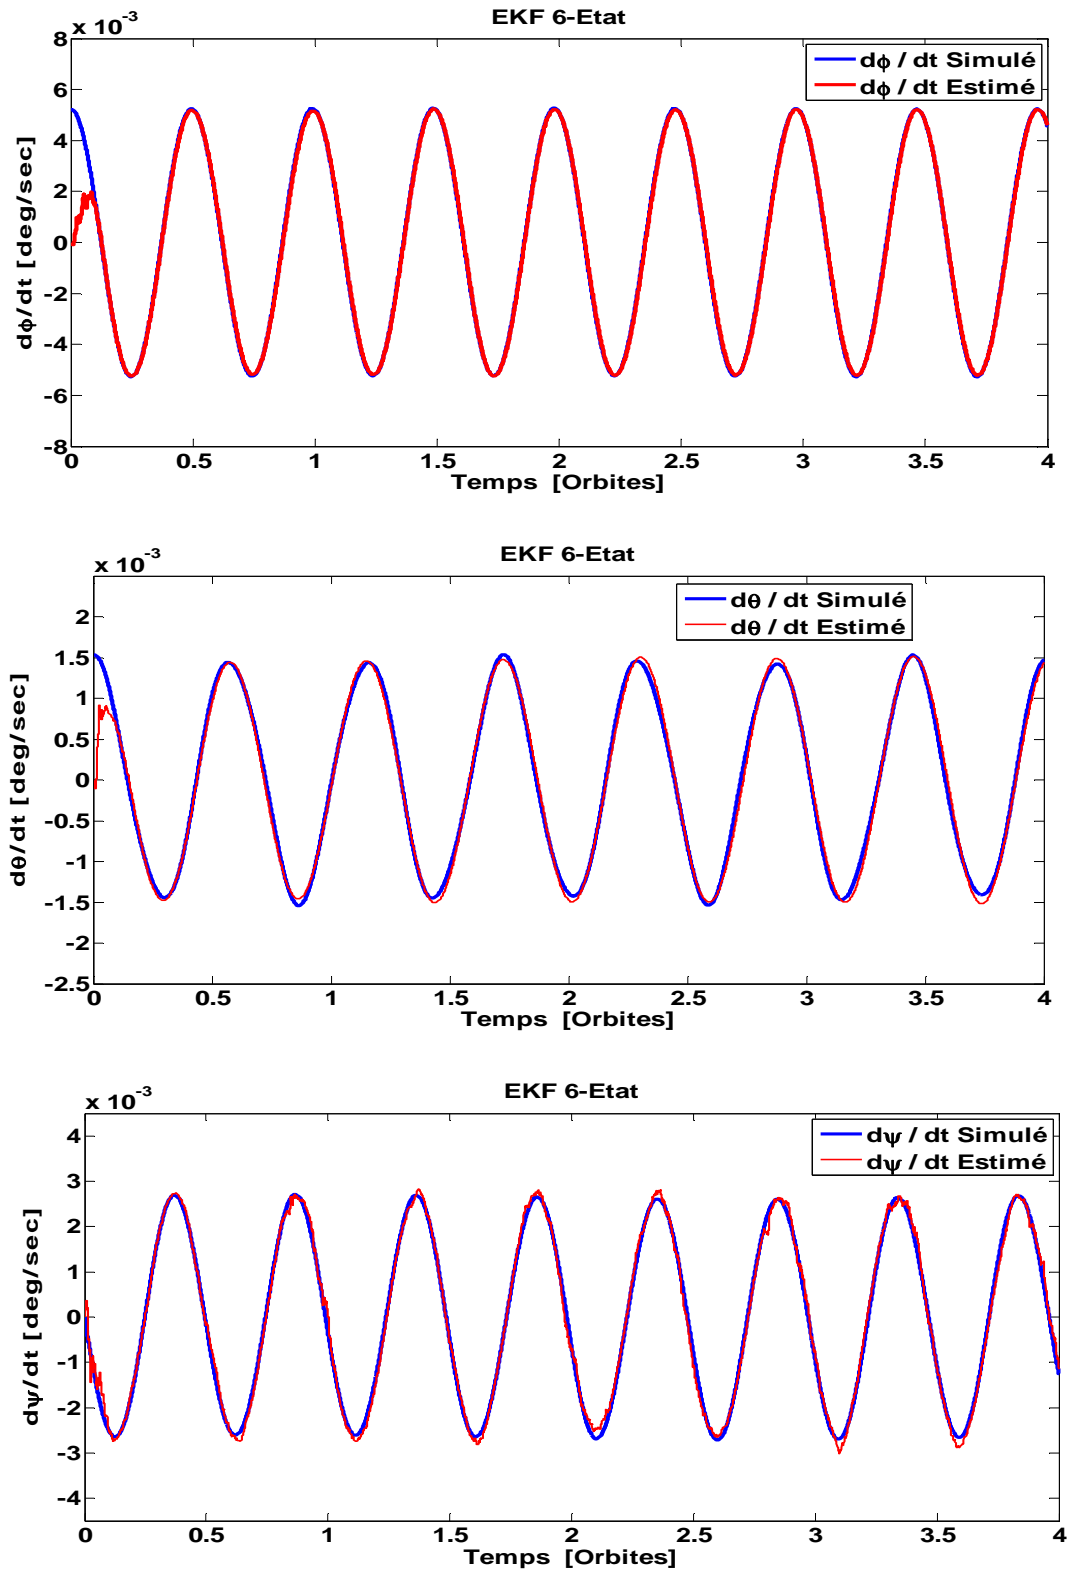 EKF 6-Etat
x 10-3
dϕ / dt Simulé
dϕ / dt Estimé
8
6
4
2
0
-2
-4
-6
-8
dϕ/dt [deg/sec]
0 0.5 1 1.5 2 2.5 3 3.5 4
Temps [Orbites]
EKF 6-Etat
x 10-3
dθ / dt Simulé
dθ / dt Estimé
2
1.5
1
0.5
0
-0.5
-1
-1.5
-2
-2.5
dθ/dt [deg/sec]
0 0.5 1 1.5 2 2.5 3 3.5 4
Temps [Orbites]
EKF 6-Etat
x 10-3
dψ / dt Simulé
dψ / dt Estimé
4
3
2
1
0
-1
-2
-3
-4
dψ/dt [deg/sec]
0 0.5 1 1.5 2 2.5 3 3.5 4
Temps [Orbites]